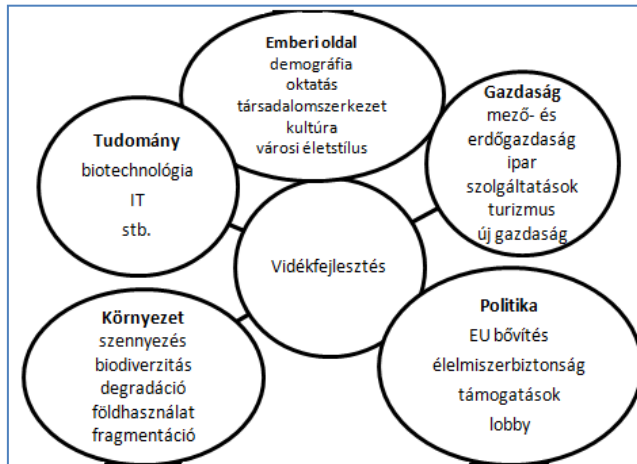 Emberi oldal
demográfia
oktatás
társadalomszerkezet
kultúra
városi életstílus
Gazdaság
mező- és
erdőgazdaság
ipar
szolgáltatások
turizmus
új gazdaság
Tudomány
biotechnológia
IT
stb.
Vidékfejlesztés
Környezet
szennyezés
biodiverzitás
degradáció
földhasználat
fragmentáció
Politika
EU bővítés
élelmiszerbiztonság
támogatások
lobby